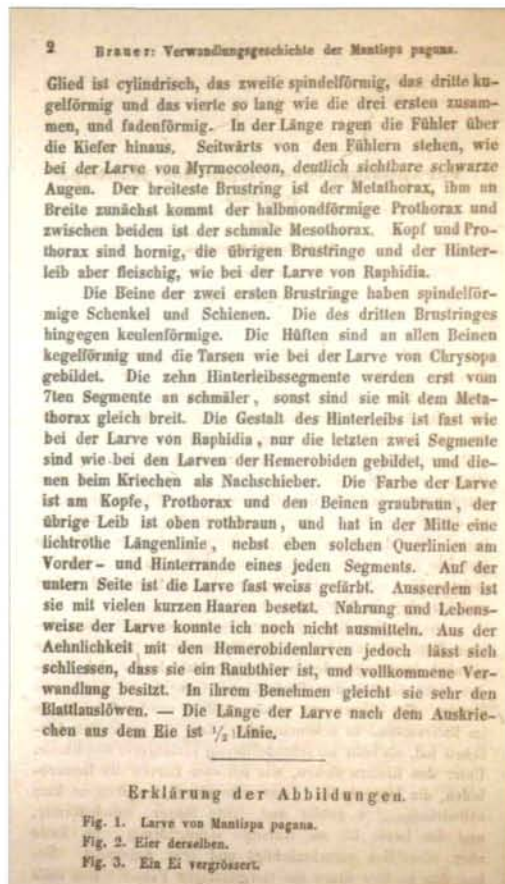 2 Brauer: Verwandlungsgeschichte der Mantispa pagana.
Glied ist cylindrisch, das zweite spindelförmig, das dritte ku-
gelförmig und das vierte so lang wie die drei ersten zusam-
men, und fadenförmig. In der Länge ragen die Fühler über
die Kiefer hinaus. Seitwärts von den Fühlern stehen, wie
bei der Larve von Myrmecoleon, deutlich sichtbare schwarze
Augen. Der breiteste Brustring ist der Metathorax, ihm an
Breite zunächst kommt der halbmondförmige Prothorax und
zwischen beiden ist der schmale Mesothorax. Kopf und Pro-
thorax sind hornig, die übrigen Brustringe und der Hinter-
leib aber fleischig, wie bei der Larve von Raphidia.
Die Beine der zwei ersten Brustringe haben spindelför-
mige Schenkel und Schienen. Die des dritten Brustringes
hingegen keulenförmige. Die Hüften sind an allen Beinen
kegelförmig und die Tarsen wie bei der Larve von Chrysopa
gebildet. Die zehn Hinterleibssegmente werden erst vom
7ten Segmente an schmäler, sonst sind sie mit dem Meta-
thorax gleich breit. Die Gestalt des Hinterleibs ist fast wie
bei der Larve von Raphidia, nur die letzten zwei Segmente
sind wie bei den Larven der Hemerobiden gebildet, und die-
nen beim Kriechen als Nachschieber. Die Farbe der Larve
ist am Kopfe, Prothorax und den Beinen graubraun, der
übrige Leib ist oben rothbraun, und hat in der Mitte eine
lichtrothe Längenlinie, nebst eben solchen Querlinien am
Vorder- und Hinterrande eines jeden Segments. Auf der
untern Seite ist die Larve fast weiss gefärbt. Ausserdem ist
sie mit vielen kurzen Haaren besetzt. Nahrung und Lebens-
weise der Larve konnte ich noch nicht ausmitteln. Aus der
Aehnlichkeit mit den Hemerobidenlarven jedoch lässt sich
schliessen, dass sie ein Raubthier ist, und vollkommene Ver-
wandlung besitzt. In ihrem Benehmen gleicht sie sehr den
Blattlauslöwen. — Die Länge der Larve nach dem Auskrie-
chen aus dem Eie ist ½ Linie.
Erklärung der Abbildungen.
Fig. 1. Larve von Mantispa pagana.
Fig. 2. Eier derselben.
Fig. 3. Ein Ei vergrössert.